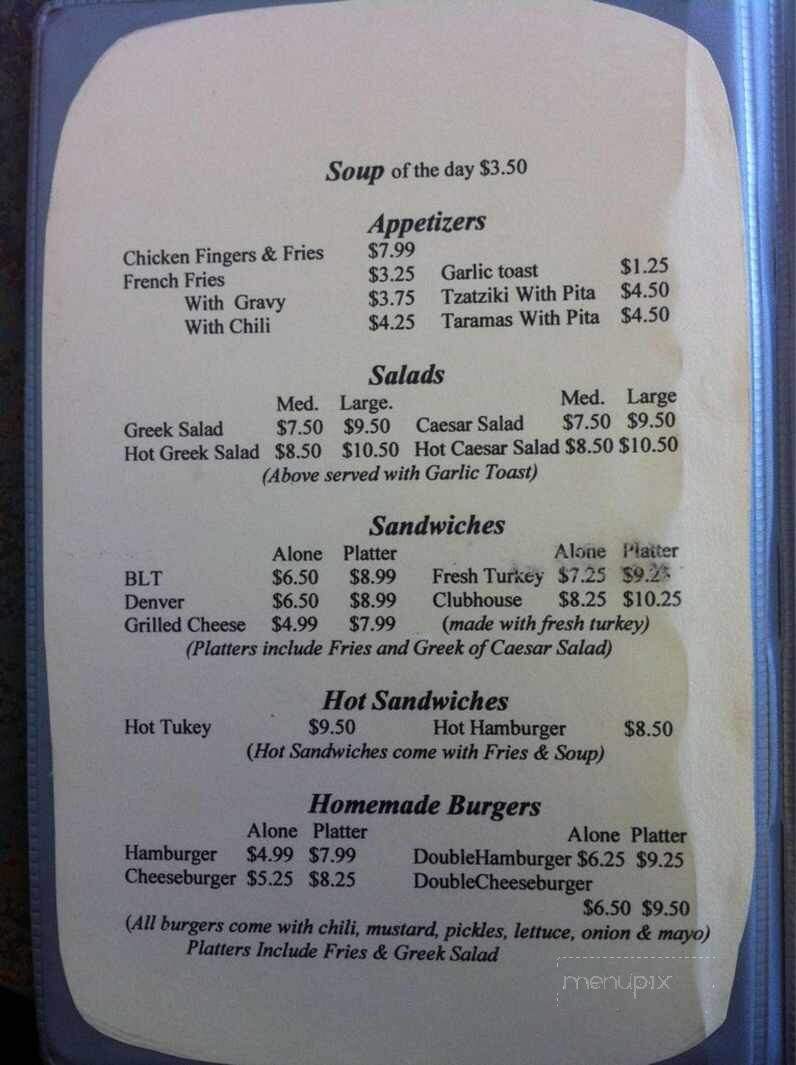 Soup of the day $3.50
Appetizers
Chicken Fingers & Fries $7.99
French Fries $3.25 Garlic toast $1.25
With Gravy $3.75 Tzatziki With Pita $4.50
With Chili $4.25 Taramas With Pita $4.50
Salads
Med. Large. Med. Large
Greek Salad $7.50 $9.50 Caesar Salad $7.50 $9.50
Hot Greek Salad $8.50 $10.50 Hot Caesar Salad $8.50 $10.50
(Above served with Garlic Toast)
Sandwiches
Alone Platter Alone Platter
BLT $6.50 $8.99 Fresh Turkey $7.25 $9.25
Denver $6.50 $8.99 Clubhouse $8.25 $10.25
Grilled Cheese $4.99 $7.99 (made with fresh turkey)
(Platters include Fries and Greek of Caesar Salad)
Hot Sandwiches
Hot Tukey $9.50 Hot Hamburger $8.50
(Hot Sandwiches come with Fries & Soup)
Homemade Burgers
Alone Platter Alone Platter
Hamburger $4.99 $7.99 DoubleHamburger $6.25 $9.25
Cheeseburger $5.25 $8.25 DoubleCheeseburger
$6.50 $9.50
(All burgers come with chili, mustard, pickles, lettuce, onion & mayo)
Platters Include Fries & Greek Salad
menupix